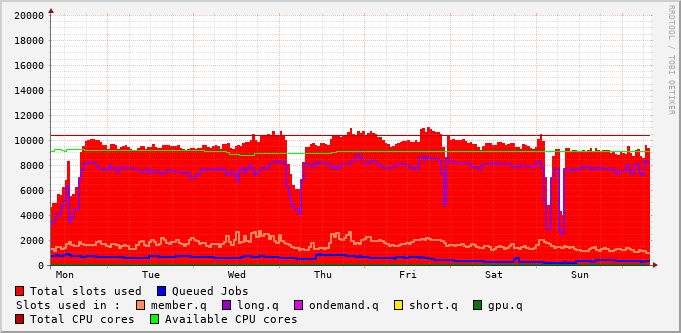 20000
18000
16000
14000
12000
10000
8000
6000
4000
2000
0
Mon Tue Wed Thu Fri Sat Sun
RRDTOOL / TOBI OETIKER
Total slots used Queued Jobs
Slots used in : member.q long.q ondemand.q short.q gpu.q
Total CPU cores Available CPU cores